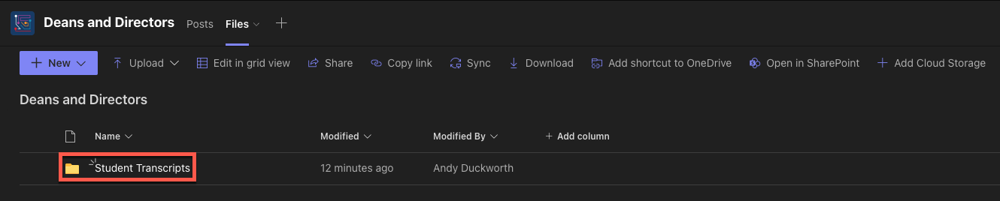 Deans and Directors Posts Files
New Upload Edit in grid view Share Copy link Sync Download Add shortcut to OneDrive Open in SharePoint Add Cloud Storage
Deans and Directors
Name Modified Modified By Add column
Student Transcripts 12 minutes ago Andy Duckworth